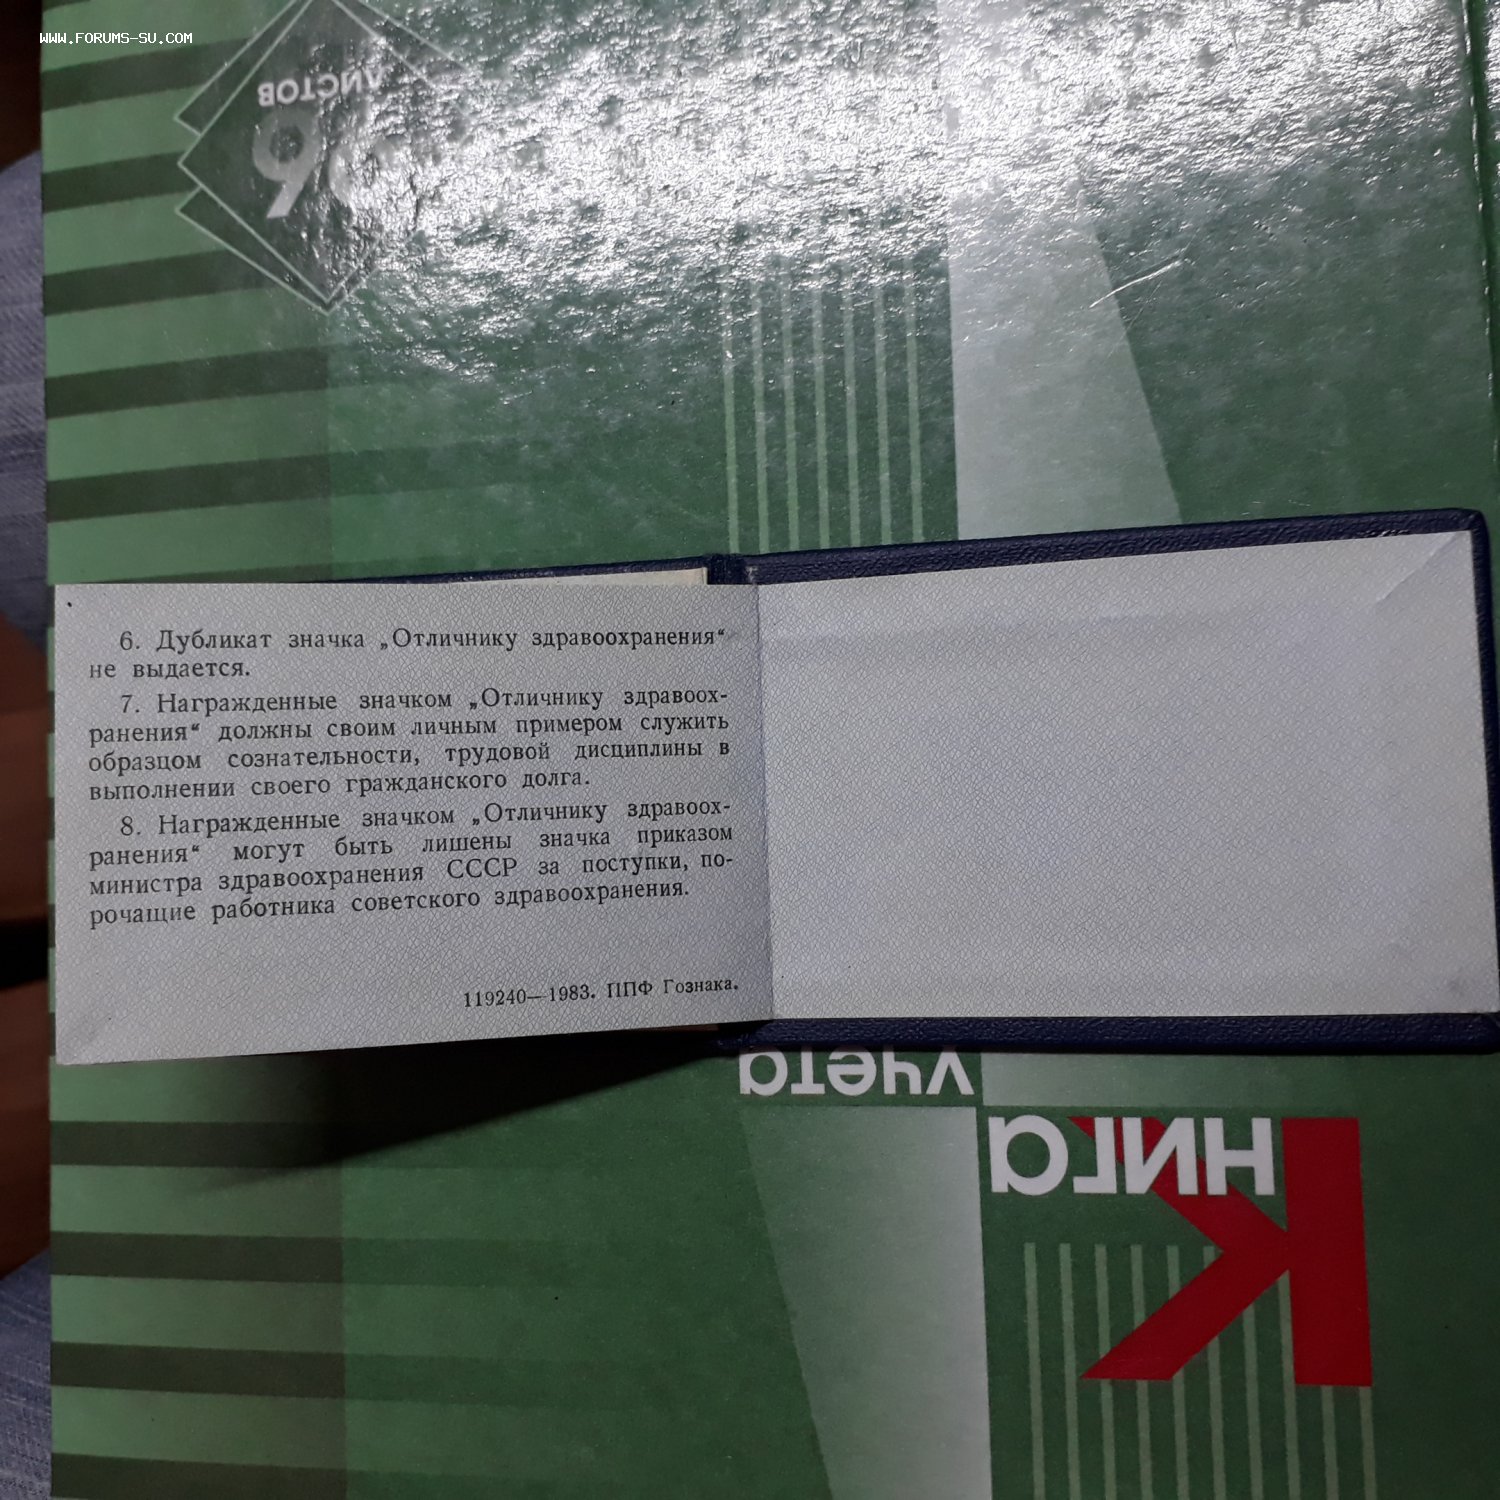 WWW.FORUMS-SU.COM
ЛИСТОВ
96
6. Дубликат значка „Отличнику здравоохранения“
не выдается.
7. Награжденные значком „Отличнику здравоох-
ранения“ должны своим личным примером служить
образцом сознательности, трудовой дисциплины в
выполнении своего гражданского долга.
8. Награжденные значком „Отличнику здравоох-
ранения“ могут быть лишены значка приказом
министра здравоохранения СССР за поступки, по-
рочащие работника советского здравоохранения.
119240—1983. ППФ Гознака.
учета
Книга